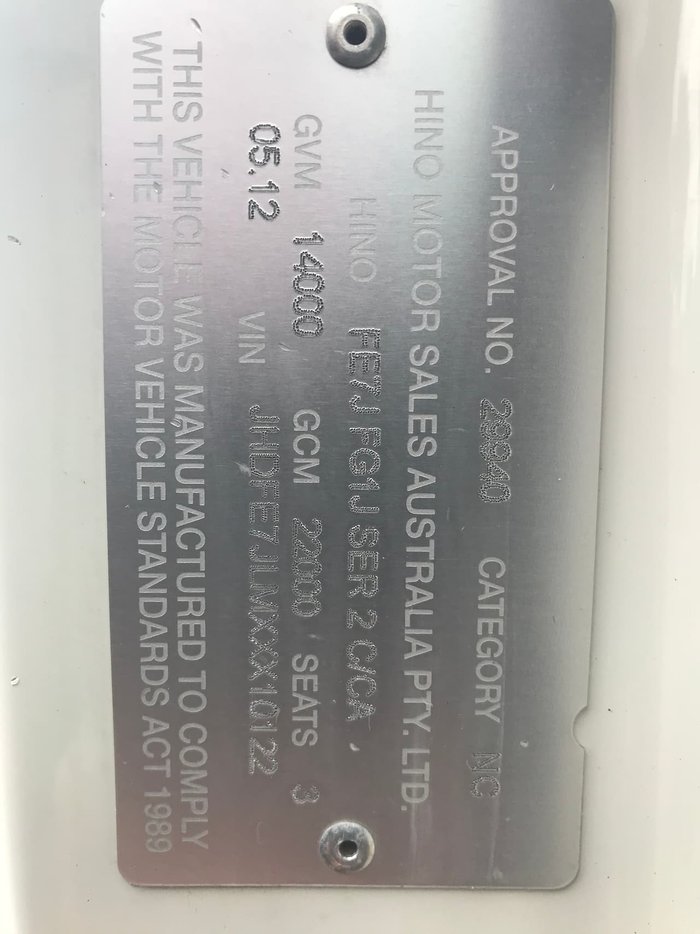 APPROVAL NO. 29940 CATEGORY NC
HINO MOTOR SALES AUSTRALIA PTY. LTD.
HINO FE7J FG1J SER 2 C/CA
GVM 14000 GCM 22000 SEATS 3
05.12 VIN JHDFE7JLMXXX10122
THIS VEHICLE WAS MANUFACTURED TO COMPLY
WITH THE MOTOR VEHICLE STANDARDS ACT 1989